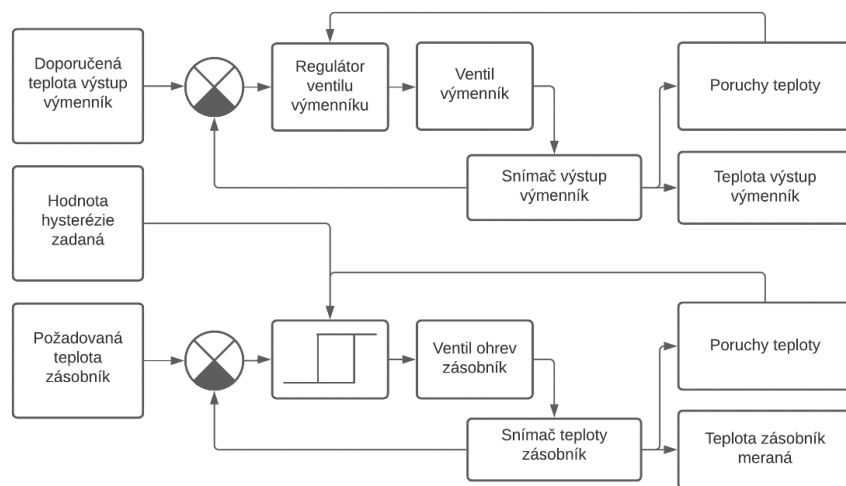 Doporučená
teplota výstup
výmenník
Regulátor
ventilu
výmenníku
Ventil
výmenník
Poruchy teploty
Snímač výstup
výmenník
Teplota výstup
výmenník
Hodnota
hysterézie
zadaná
Požadovaná
teplota
zásobník
Ventil ohrev
zásobník
Poruchy teploty
Snímač teploty
zásobník
Teplota zásobník
meraná